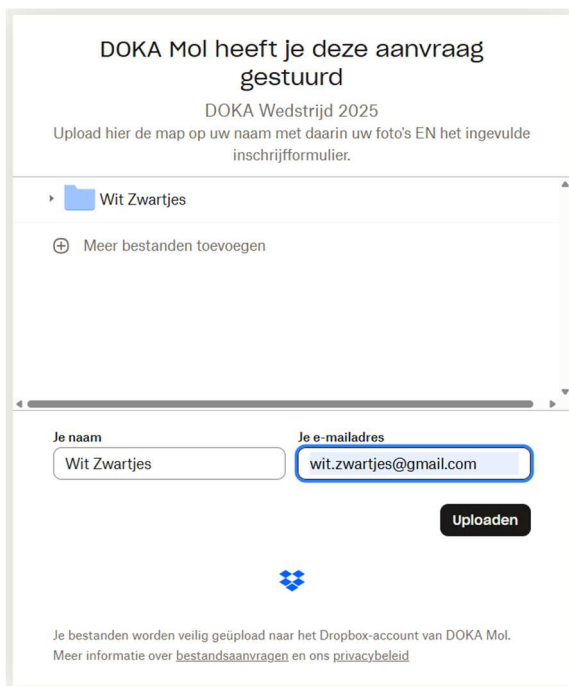 DOKA Mol heeft je deze aanvraag
gestuurd
DOKA Wedstrijd 2025
Upload hier de map op uw naam met daarin uw foto's EN het ingevulde
inschrijfformulier.
Wit Zwartjes
Meer bestanden toevoegen
Je naam
Je e-mailadres
Wit Zwartjes
wit.zwartjes@gmail.com
Uploaden
Je bestanden worden veilig geüpload naar het Dropbox-account van DOKA Mol.
Meer informatie over bestandsaanvragen en ons privacybeleid